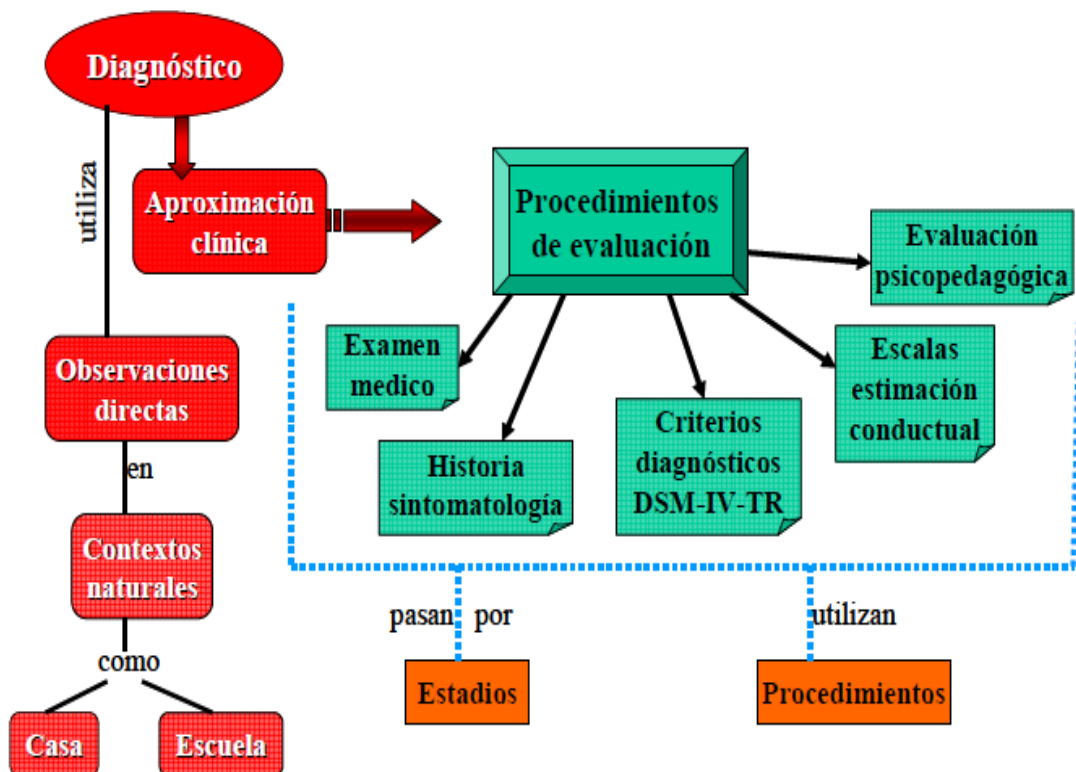 Diagnóstico
utiliza
Aproximación
clínica
Procedimientos
de evaluación
Evaluación
psicopedagógica
Examen
medico
Escalas
estimación
conductual
Observaciones
directas
Historia
sintomatología
Criterios
diagnósticos
DSM-IV-TR
en
Contextos
naturales
pasan por
utilizan
como
Estadios
Procedimientos
Casa
Escuela